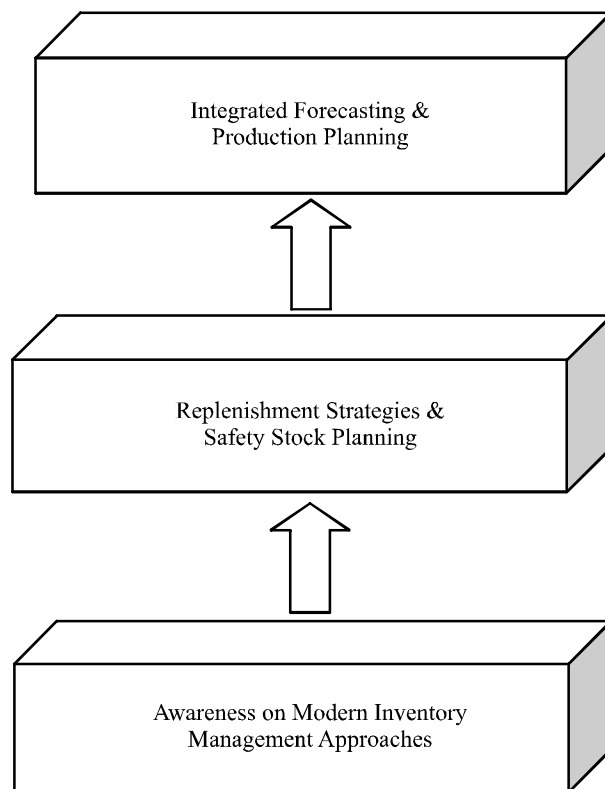 Integrated Forecasting &
Production Planning
Replenishment Strategies &
Safety Stock Planning
Awareness on Modern Inventory
Management Approaches